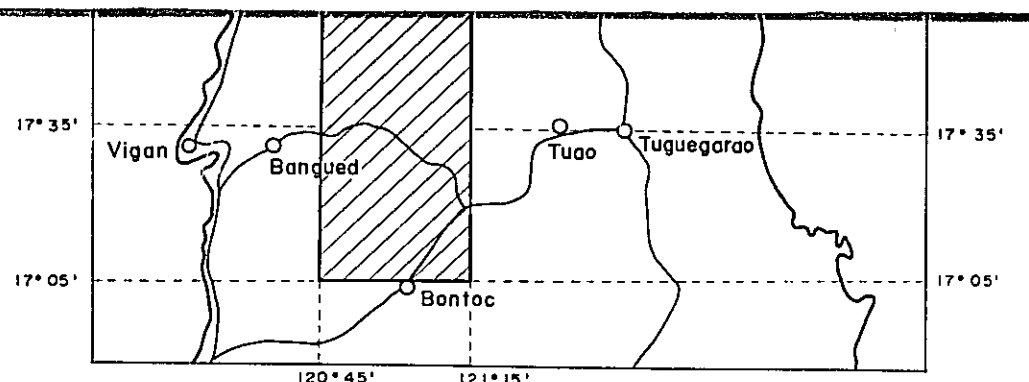 17° 35'
17° 35'
Vigan
Bangued
Tuao
Tuguegarao
17° 05'
17° 05'
Bontoc
120° 45'
121° 15'